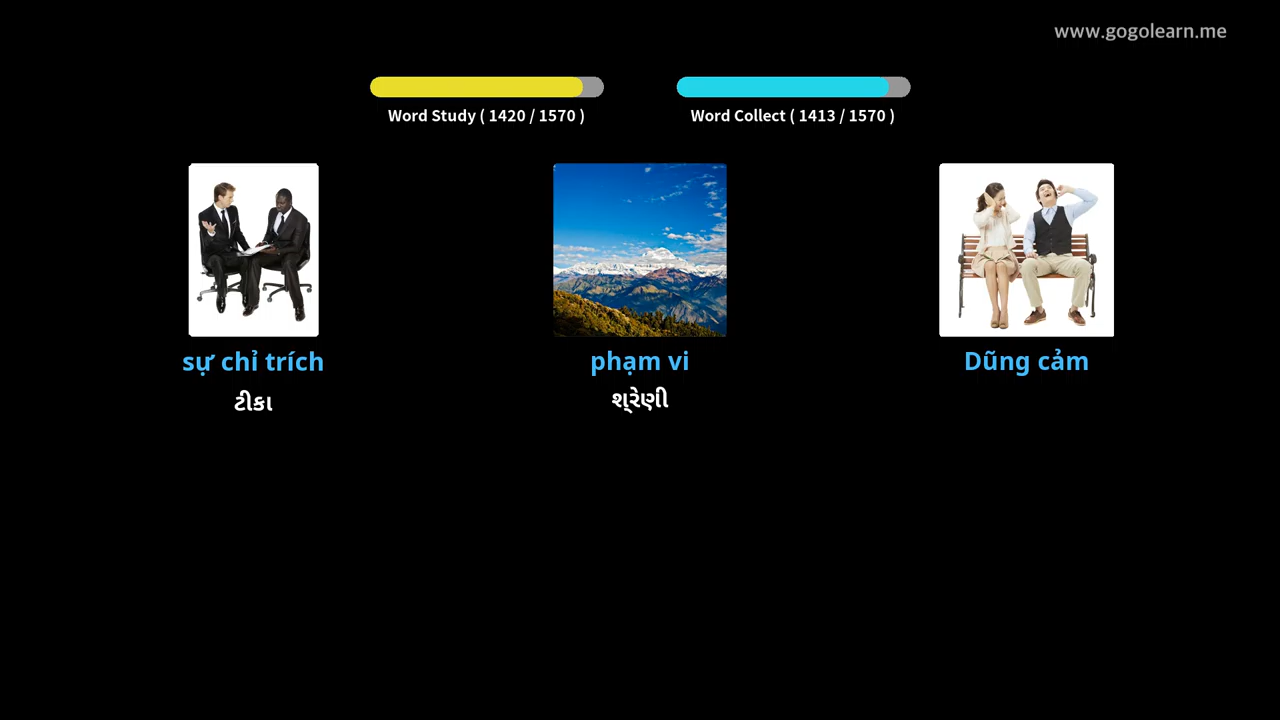 www.gogolearn.me
Word Study ( 1420 / 1570 )
Word Collect ( 1413 / 1570 )
sự chỉ trích
phạm vi
Dũng cảm
ટીકા
શ્રેણી